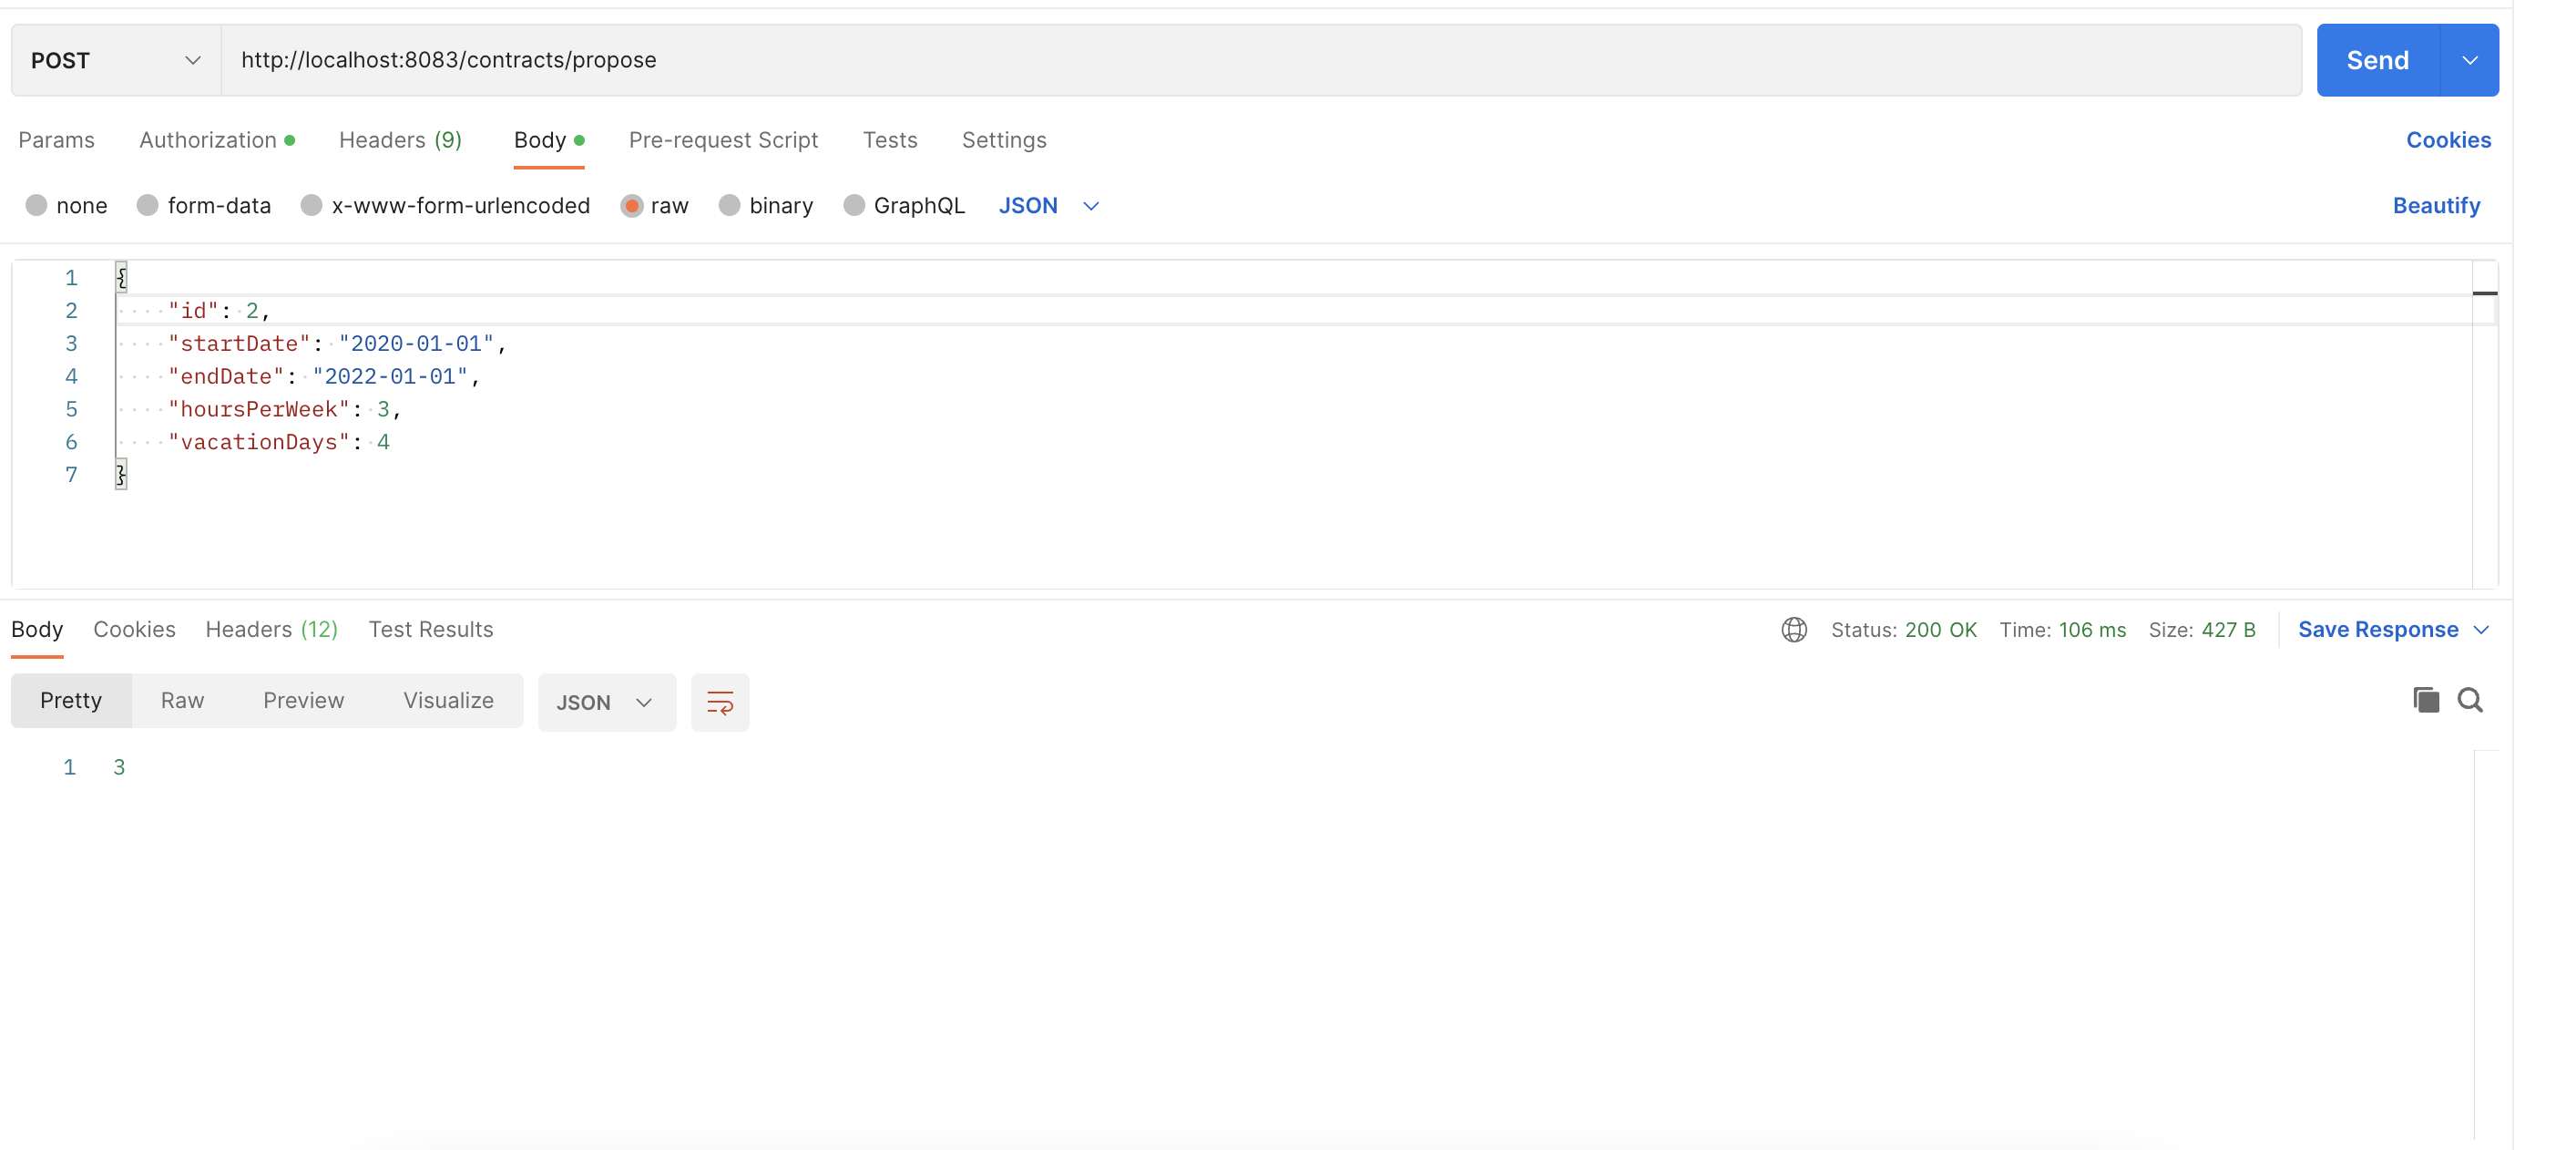 POST http://localhost:8083/contracts/propose Send
Params Authorization Headers (9) Body Pre-request Script Tests Settings Cookies
none form-data x-www-form-urlencoded raw binary GraphQL JSON Beautify
1 {
2 "id": 2,
3 "startDate": "2020-01-01",
4 "endDate": "2022-01-01",
5 "hoursPerWeek": 3,
6 "vacationDays": 4
7 }
Body Cookies Headers (12) Test Results Status: 200 OK Time: 106 ms Size: 427 B Save Response
Pretty Raw Preview Visualize JSON
1 3